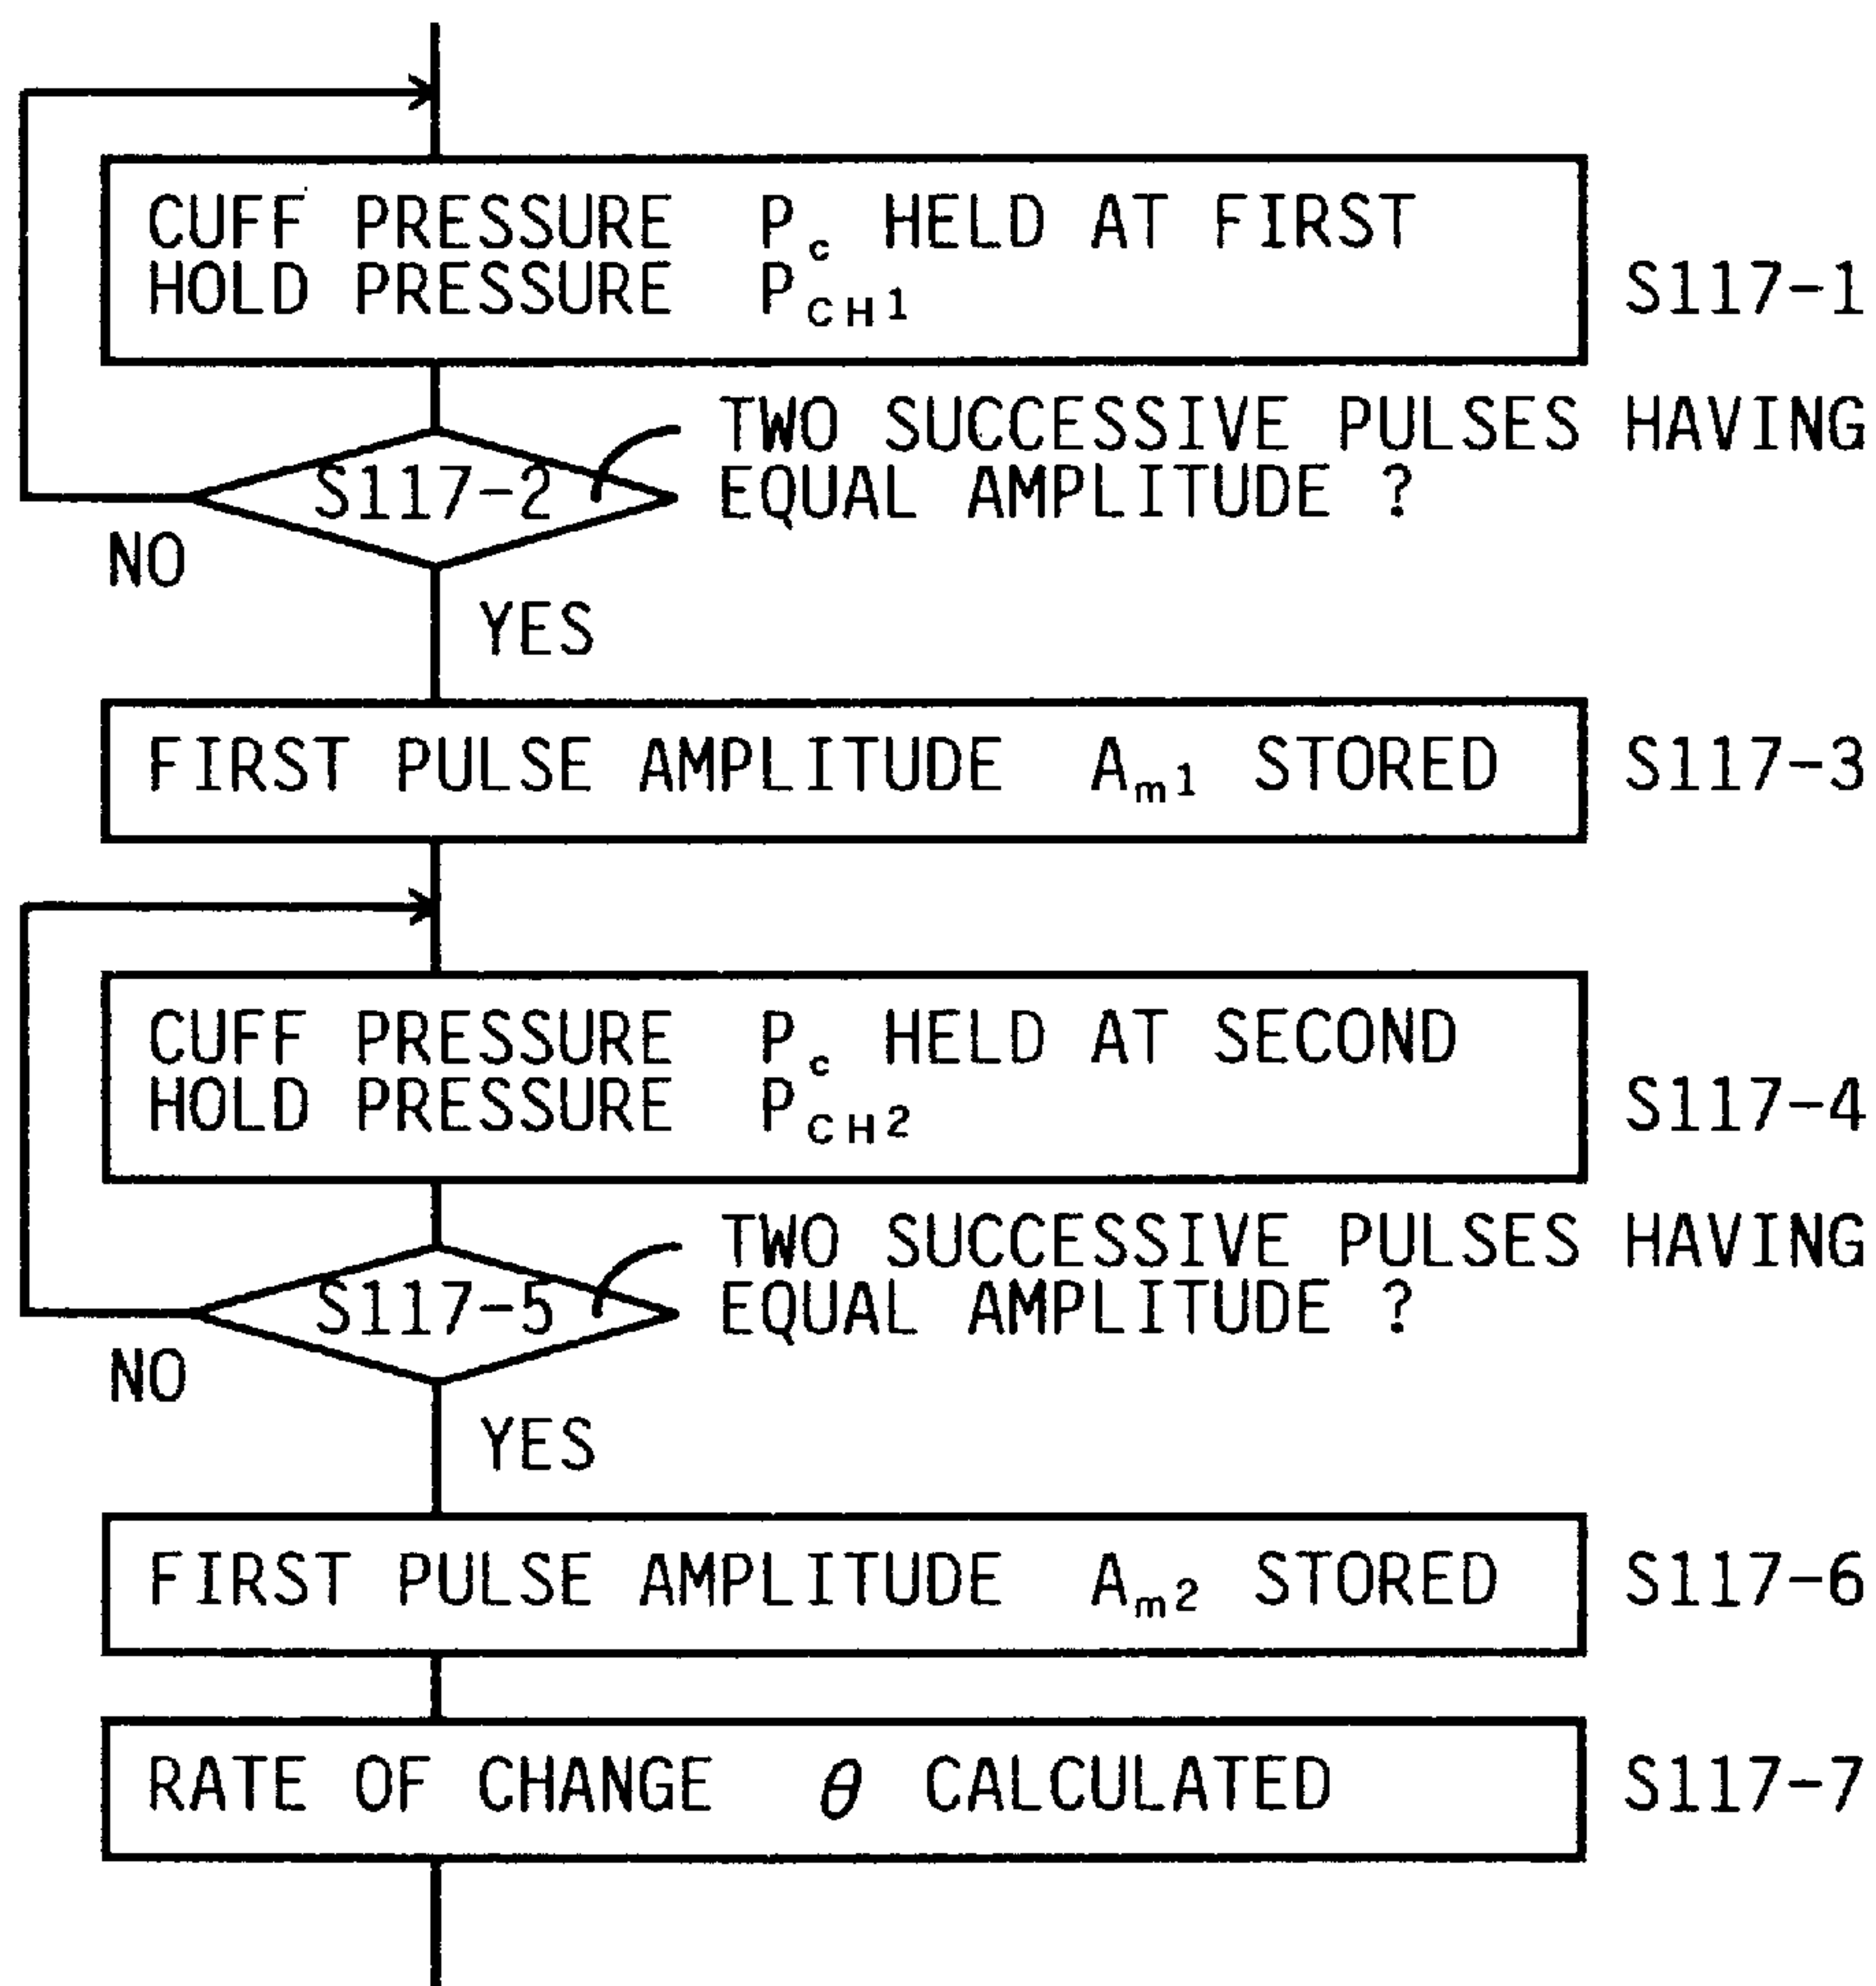 CUFF PRESSURE P_c HELD AT FIRST
HOLD PRESSURE P_CH1
S117-1
TWO SUCCESSIVE PULSES HAVING
EQUAL AMPLITUDE ?
S117-2
NO
YES
FIRST PULSE AMPLITUDE A_m1 STORED
S117-3
CUFF PRESSURE P_c HELD AT SECOND
HOLD PRESSURE P_CH2
S117-4
TWO SUCCESSIVE PULSES HAVING
EQUAL AMPLITUDE ?
S117-5
NO
YES
FIRST PULSE AMPLITUDE A_m2 STORED
S117-6
RATE OF CHANGE θ CALCULATED
S117-7